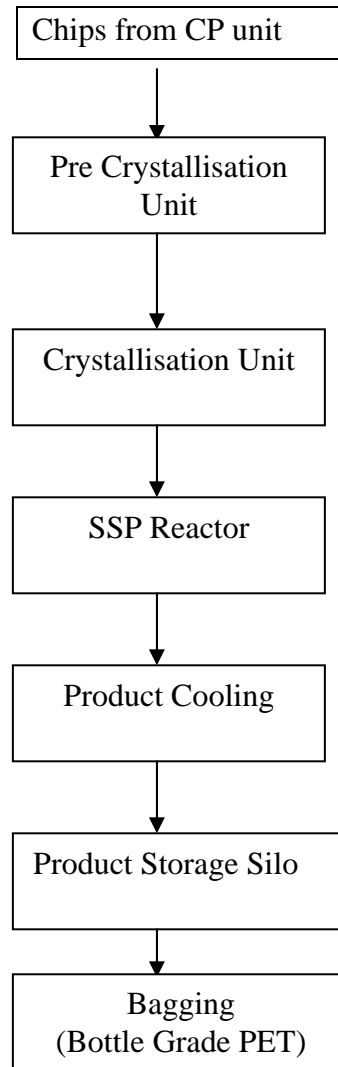 Chips from CP unit
Pre Crystallisation
Unit
Crystallisation Unit
SSP Reactor
Product Cooling
Product Storage Silo
Bagging
(Bottle Grade PET)